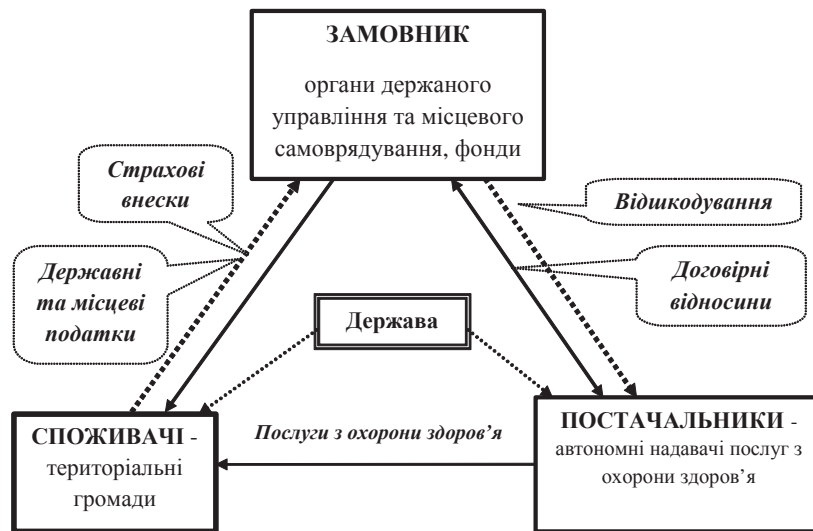 ЗАМОВНИК
органи держаного
управління та місцевого
самоврядування, фонди
Страхові
внески
Відшкодування
Державні
та місцеві
податки
Договірні
відносини
Держава
СПОЖИВАЧІ -
територіальні
громади
Послуги з охорони здоров’я
ПОСТАЧАЛЬНИКИ -
автономні надавачі послуг з
охорони здоров’я